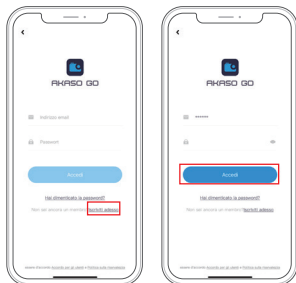 AKASO GO
Indirizzo email
Password
Accedi
Hai dimenticato la password?
Non sei ancora un membro? Iscriviti adesso
AKASO GO
******
Accedi
Hai dimenticato la password?
Non sei ancora un membro? Iscriviti adesso